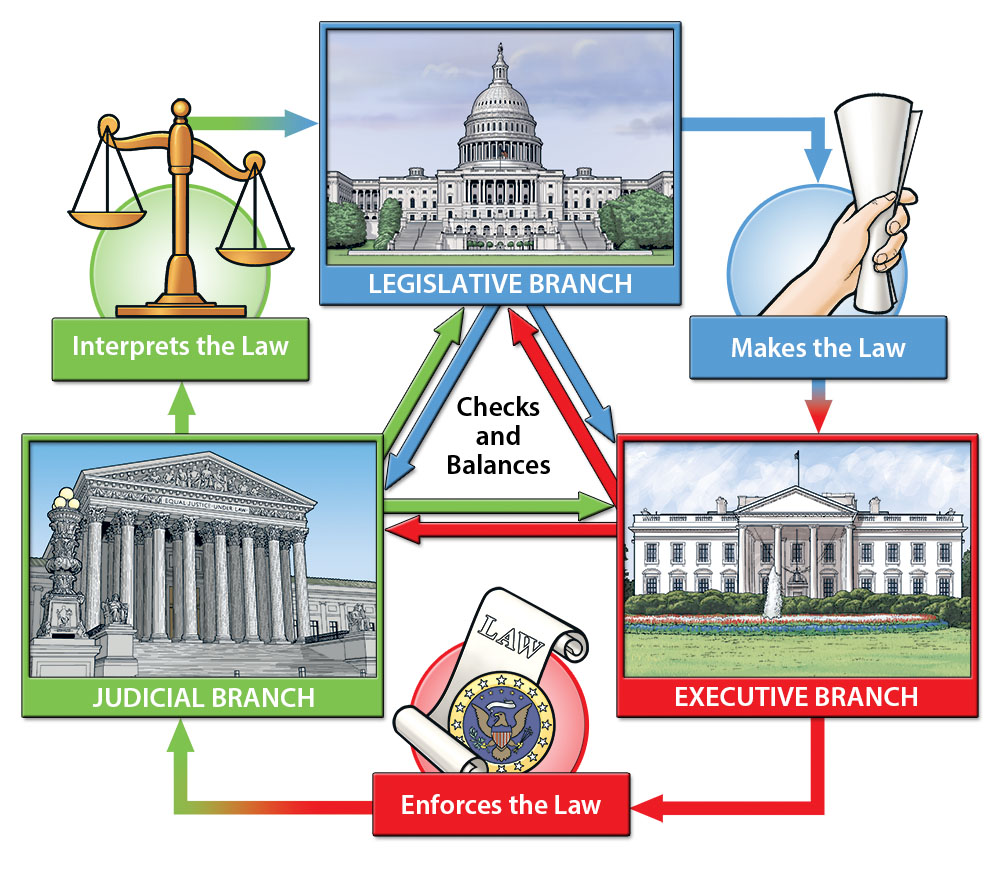 LEGISLATIVE BRANCH
Interprets the Law
Makes the Law
Checks
and
Balances
EQUAL·JUSTICE·UNDER·LAW
JUDICIAL BRANCH
EXECUTIVE BRANCH
LAW
Enforces the Law